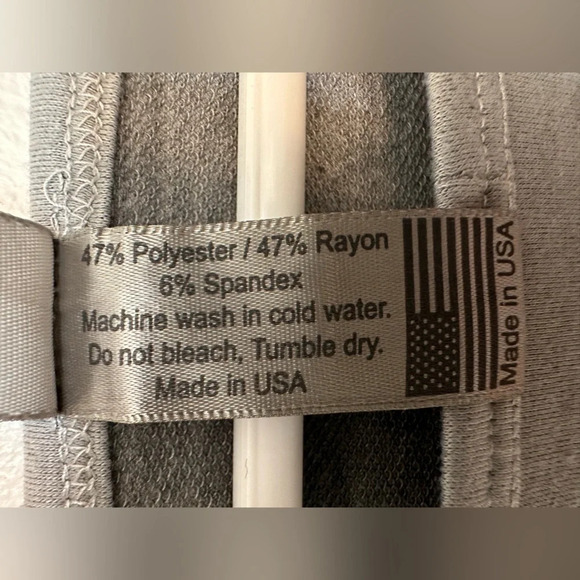 47% Polyester / 47% Rayon
6% Spandex
Machine wash in cold water.
Do not bleach, Tumble dry.
Made in USA
Made in USA